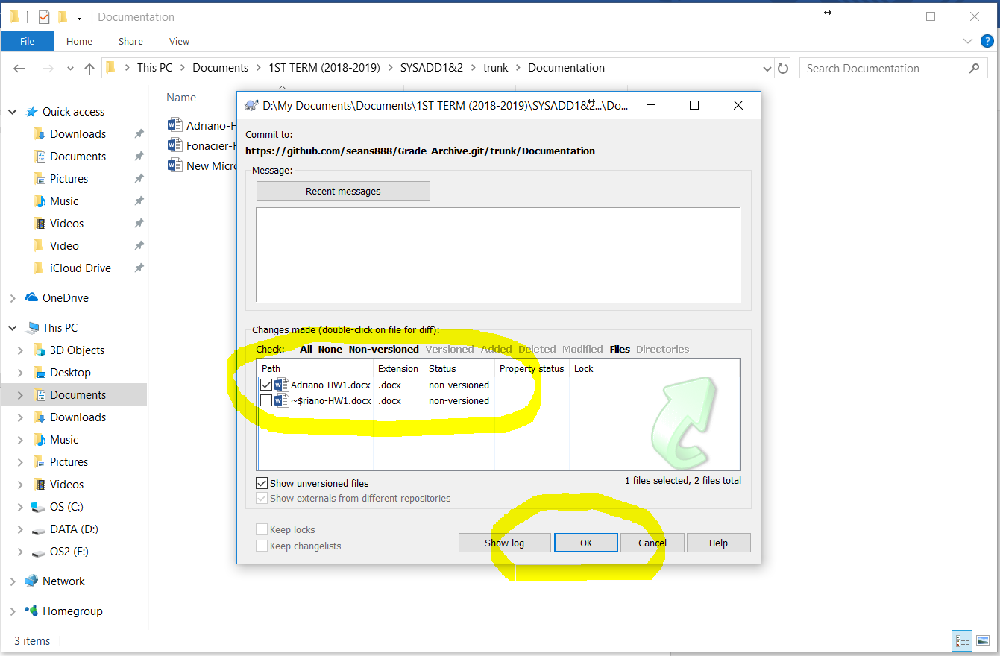 Documentation
File Home Share View
This PC > Documents > 1ST TERM (2018-2019) > SYSADD1&2 > trunk > Documentation
Search Documentation
Quick access
Downloads
Documents
Pictures
Music
Videos
Video
iCloud Drive
OneDrive
This PC
3D Objects
Desktop
Documents
Downloads
Music
Pictures
Videos
OS (C:)
DATA (D:)
OS2 (E:)
Network
Homegroup
3 items
Name
Adriano-H
Fonacier-H
New Micro
D:\My Documents\Documents\1ST TERM (2018-2019)\SYSADD1&2...\Do...
Commit to:
https://github.com/seans888/Grade-Archive.git/trunk/Documentation
Message:
Recent messages
Changes made (double-click on file for diff):
Check: All None Non-versioned Versioned Added Deleted Modified Files Directories
Path Extension Status Property status Lock
Adriano-HW1.docx .docx non-versioned
~$riano-HW1.docx .docx non-versioned
Show unversioned files
1 files selected, 2 files total
Show externals from different repositories
Keep locks
Keep changelists
Show log OK Cancel Help